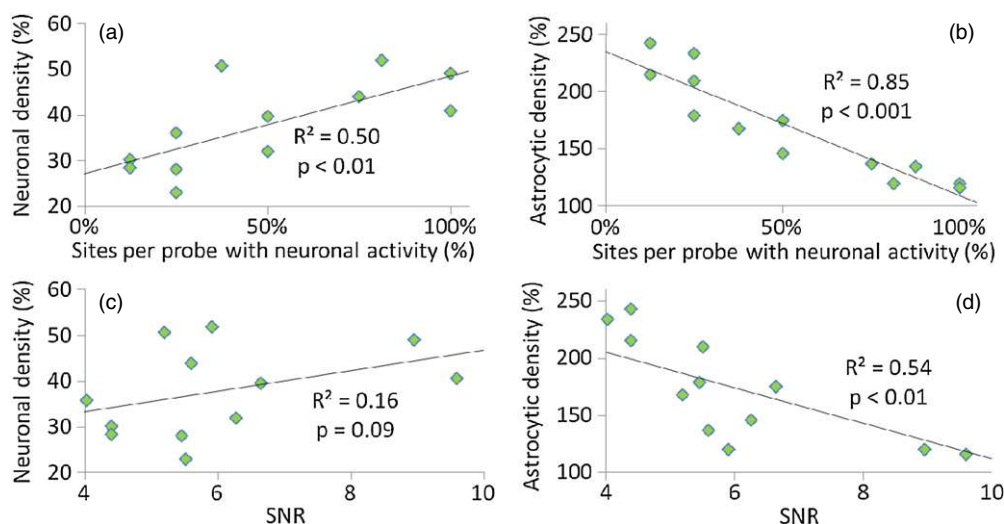 Neuronal density (%)
60
50
40
30
20
(a)
R² = 0.50
p < 0.01
0%
50%
100%
Sites per probe with neuronal activity (%)
Astrocytic density (%)
250
200
150
100
(b)
R² = 0.85
p < 0.001
0%
50%
100%
Sites per probe with neuronal activity (%)
Neuronal density (%)
60
50
40
30
20
(c)
R² = 0.16
p = 0.09
4
6
8
10
SNR
Astrocytic density (%)
250
200
150
100
(d)
R² = 0.54
p < 0.01
4
6
8
10
SNR